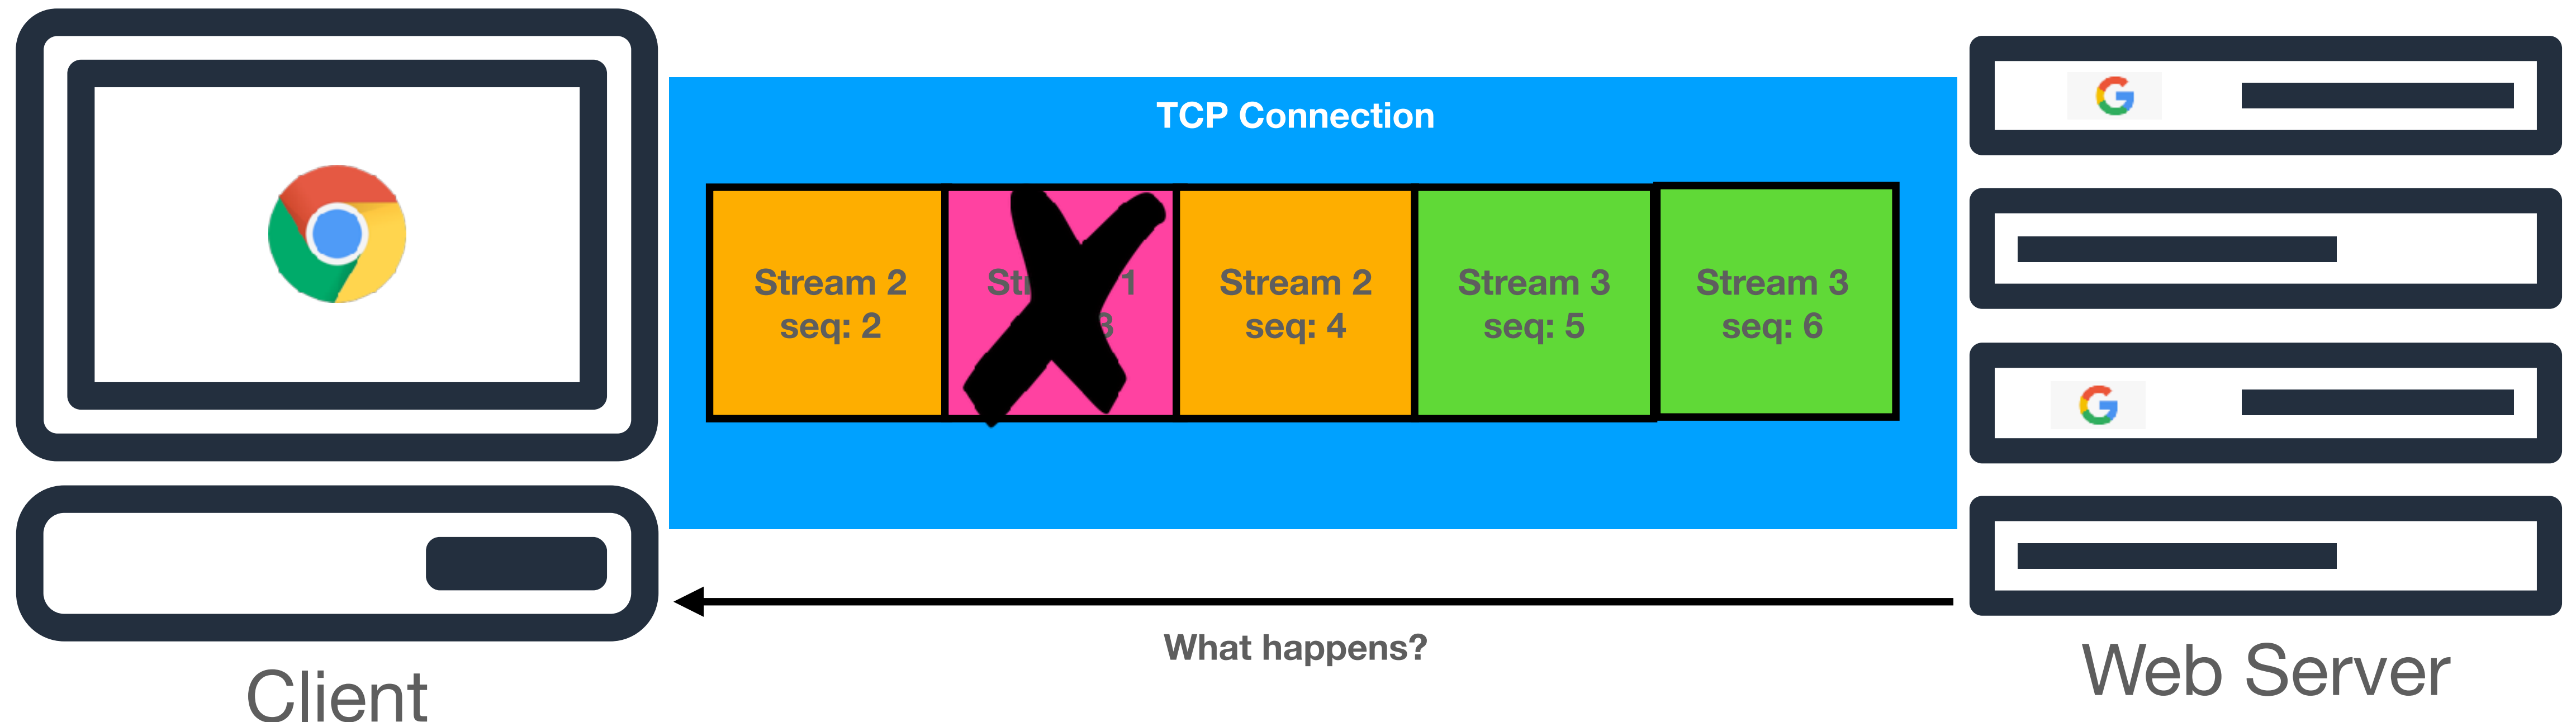 TCP Connection
Stream 2
seq: 2
1
3
Stream 2
seq: 4
Stream 3
seq: 5
Stream 3
seq: 6
What happens?
Client
Web Server